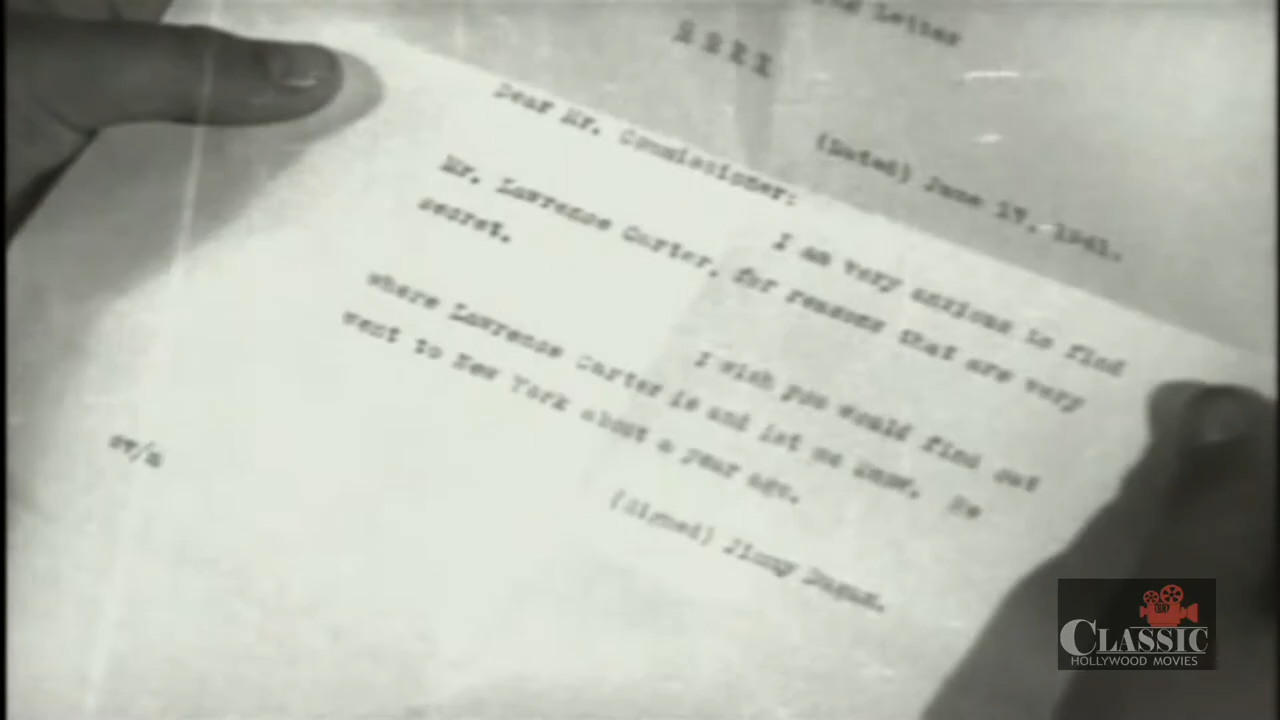 Letter
(Dated) June 17, 1941.
Dear Mr. Commissioner:
I am very anxious to find
Mr. Lawrence Carter, for reasons that are very
secret.
I wish you would find out
where Lawrence Carter is and let me know. He
went to New York about a year ago.
(Signed) Jimmy Dagan.
CLASSIC
HOLLYWOOD MOVIES